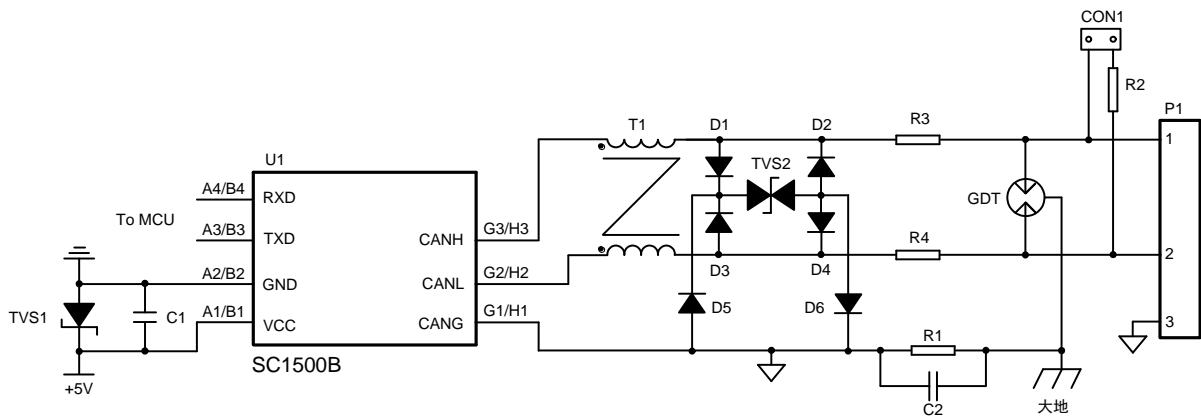 CON1
R2
P1
T1
D1
D2
R3
1
U1
TVS2
A4/B4
RXD
GDT
To MCU
A3/B3
TXD
CANH
G3/H3
R4
2
A2/B2
GND
CANL
G2/H2
D3
D4
TVS1
C1
A1/B1
VCC
CANG
G1/H1
D5
D6
3
R1
SC1500B
+5V
C2
大地